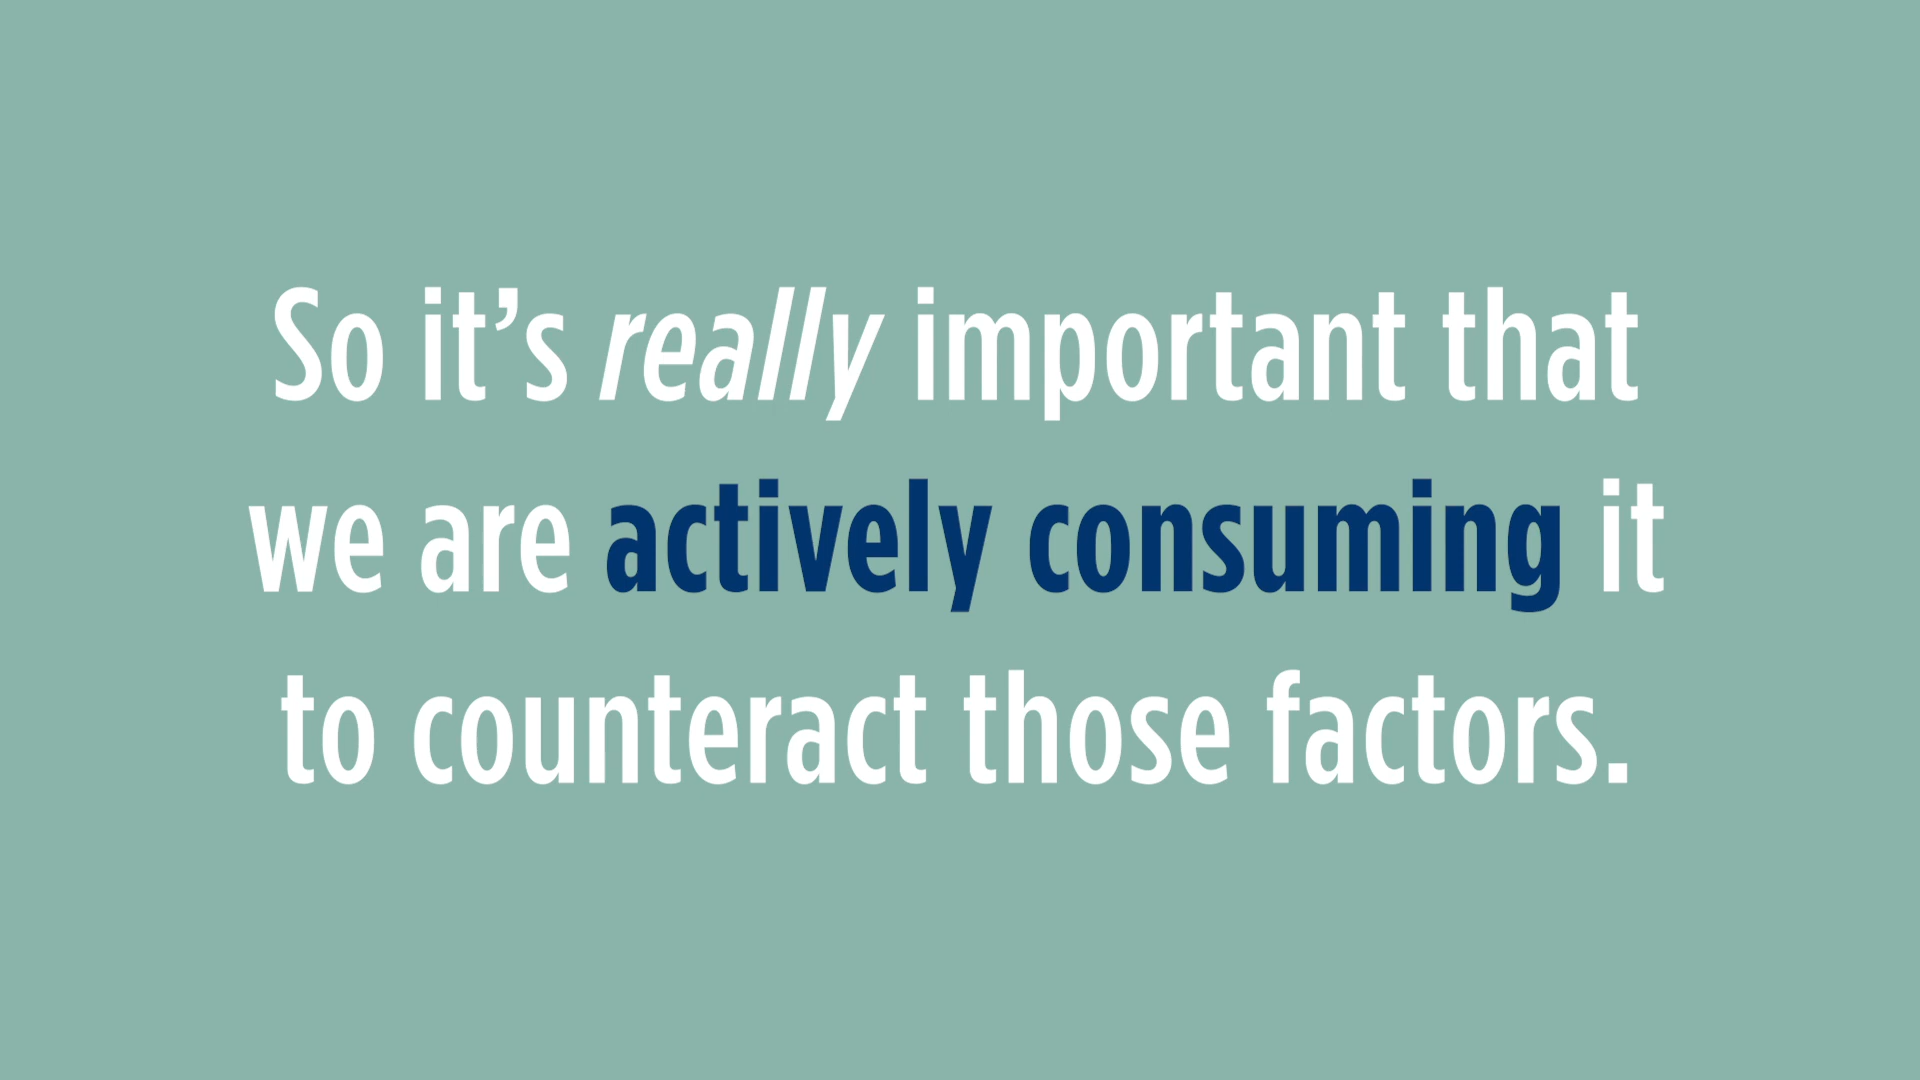 So it’s really important that
we are actively consuming it
to counteract those factors.